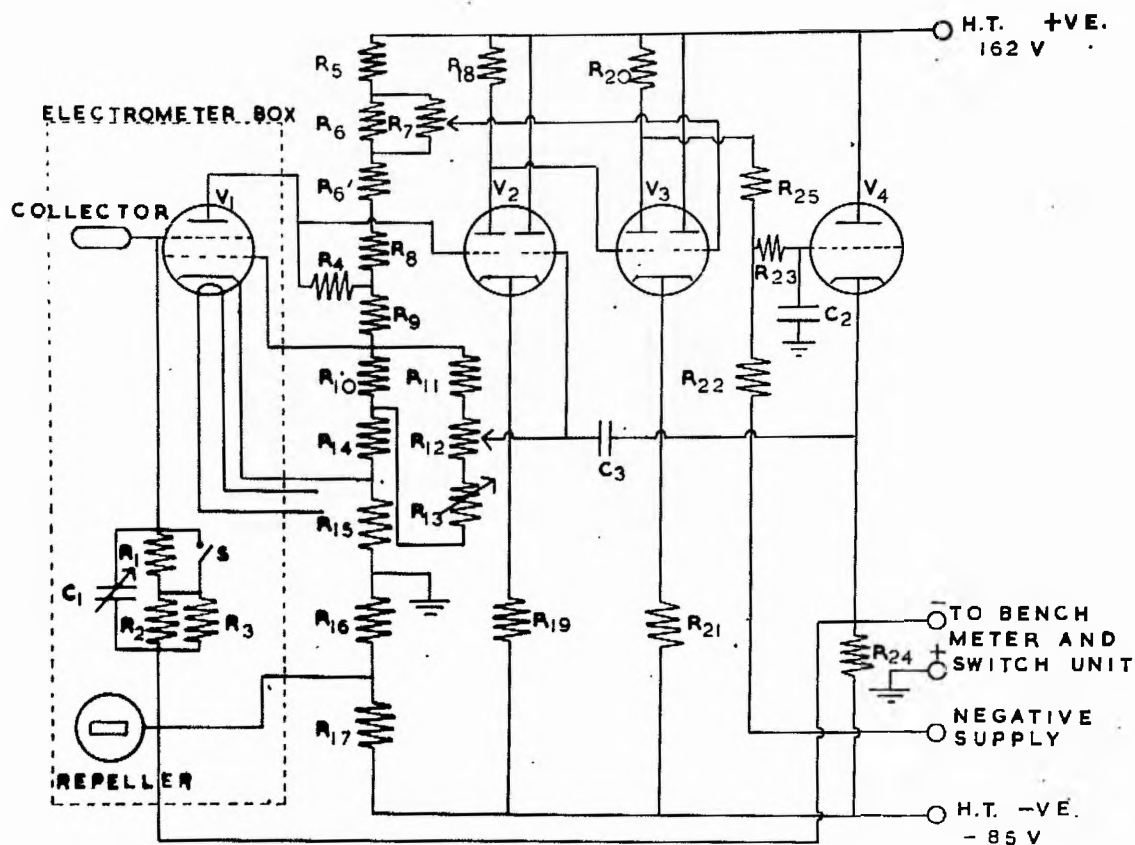 H.T. +VE.
162 V
R5
R18
R20
ELECTROMETER BOX
R6
R7
R6'
V1
V2
V3
V4
R25
COLLECTOR
R8
R4
R23
R9
C2
R10
R11
R22
R14
R12
C3
R15
R13
S
R1
C1
R2
R3
R16
R19
R21
R24
- TO BENCH
METER AND
+ SWITCH UNIT
R17
NEGATIVE
SUPPLY
REPELLER
H.T. -VE.
- 85 V